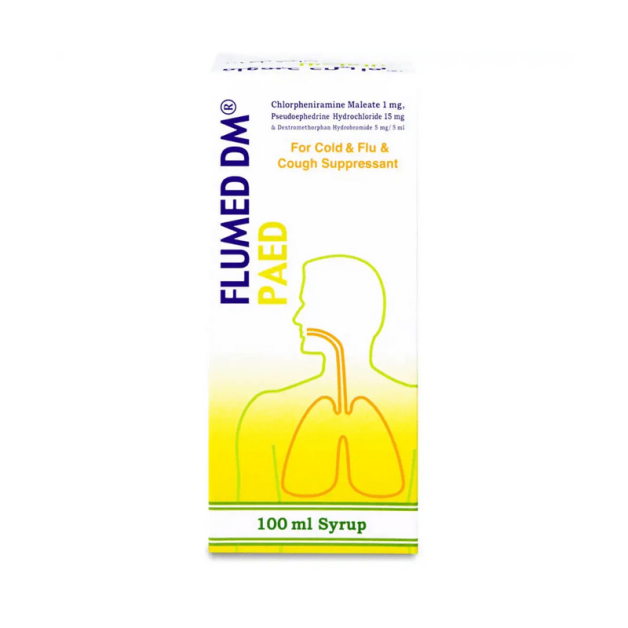 FLUMED DM®
PAED
Chlorpheniramine Maleate 1 mg,
Pseudoephedrine Hydrochloride 15 mg
& Dextromethorphan Hydrobromide 5 mg/ 5 ml
For Cold & Flu &
Cough Suppressant
100 ml Syrup